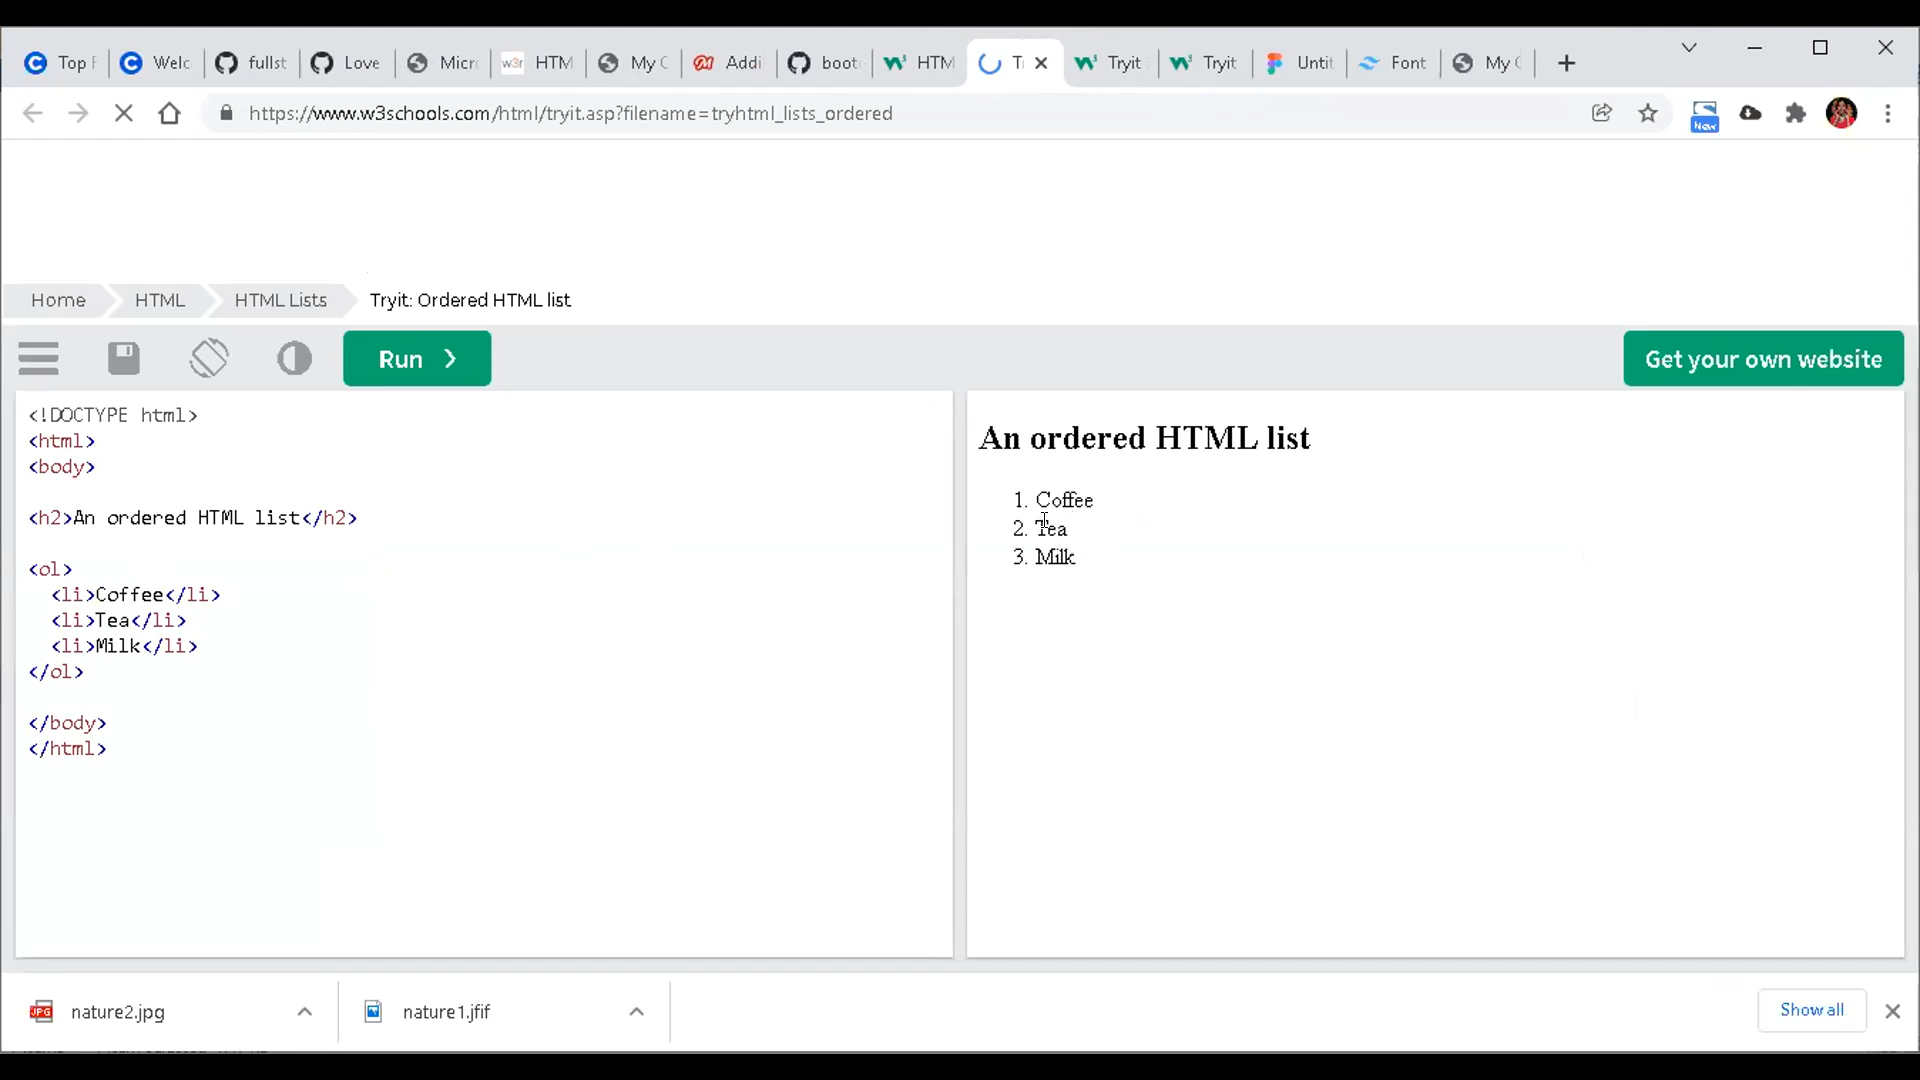 Top F
Welc
fullst
Love
Micr
w3r
HTM
My C
Addi
boot
HTM
Tryit
Tryit
Untit
Font
My C
https://www.w3schools.com/html/tryit.asp?filename=tryhtml_lists_ordered
New
Home
HTML
HTML Lists
Tryit: Ordered HTML list
Run
Get your own website
<!DOCTYPE html>
<html>
<body>
<h2>An ordered HTML list</h2>
<ol>
<li>Coffee</li>
<li>Tea</li>
<li>Milk</li>
</ol>
</body>
</html>
An ordered HTML list
1. Coffee
2. Tea
3. Milk
JPG
nature2.jpg
nature1.jfif
Show all